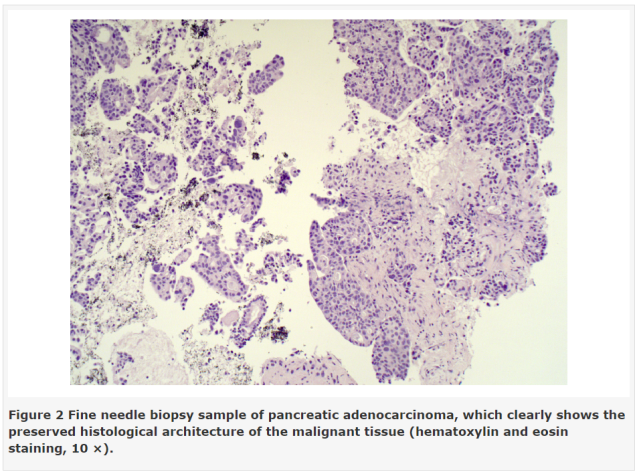 Figure 2 Fine needle biopsy sample of pancreatic adenocarcinoma, which clearly shows the
preserved histological architecture of the malignant tissue (hematoxylin and eosin
staining, 10 ×).